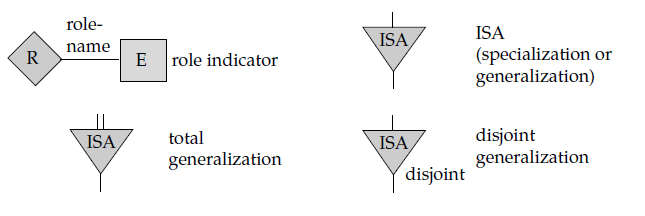 role-
name
R
E
role indicator
ISA
ISA
(specialization or
generalization)
ISA
total
generalization
ISA
disjoint
disjoint
generalization